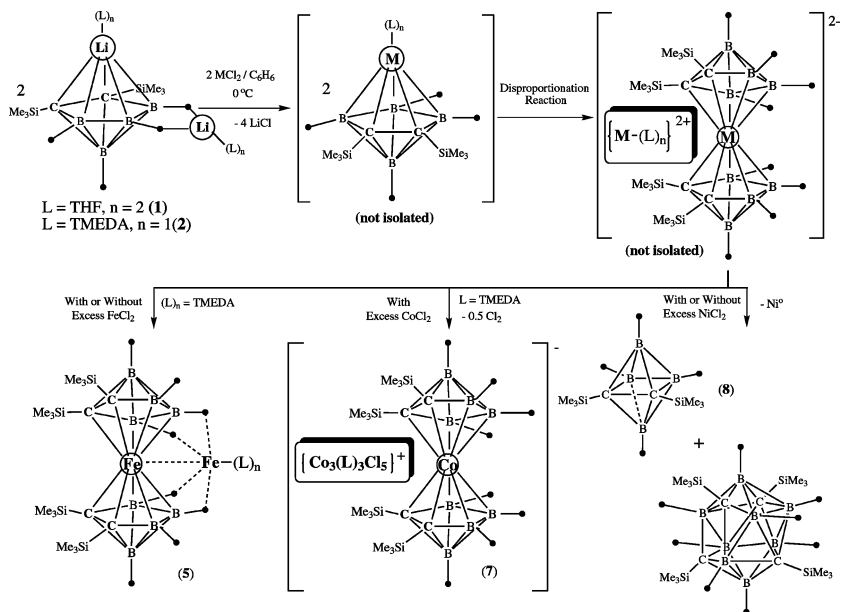 (L)n
Li
2
SiMe3
Me3Si
C
C
B
B
B
B
Li
(L)n
L = THF, n = 2 (1)
L = TMEDA, n = 1(2)
2 MCl2 / C6H6
0 °C
- 4 LiCl
2
(L)n
M
B
B
B
C
C
Me3Si
SiMe3
B
(not isolated)
Disproportionation
Reaction
2-
B
Me3Si
Me3Si
C
C
B
B
B
{M-(L)n}2+
M
Me3Si
Me3Si
C
C
B
B
B
B
(not isolated)
With or Without
Excess FeCl2
(L)n = TMEDA
With
Excess CoCl2
L = TMEDA
- 0.5 Cl2
With or Without
Excess NiCl2
- Nio
B
Me3Si
Me3Si
C
C
B
B
B
Fe
Fe
(L)n
Me3Si
Me3Si
C
C
B
B
B
B
(5)
-
B
Me3Si
Me3Si
C
C
B
B
B
{Co3(L)3Cl5}+
Co
Me3Si
Me3Si
C
C
B
B
B
B
(7)
B
B
B
Me3Si
C
C
SiMe3
B
(8)
+
B
Me3Si
SiMe3
C
C
B
B
B
B
B
B
C
C
Me3Si
SiMe3
B